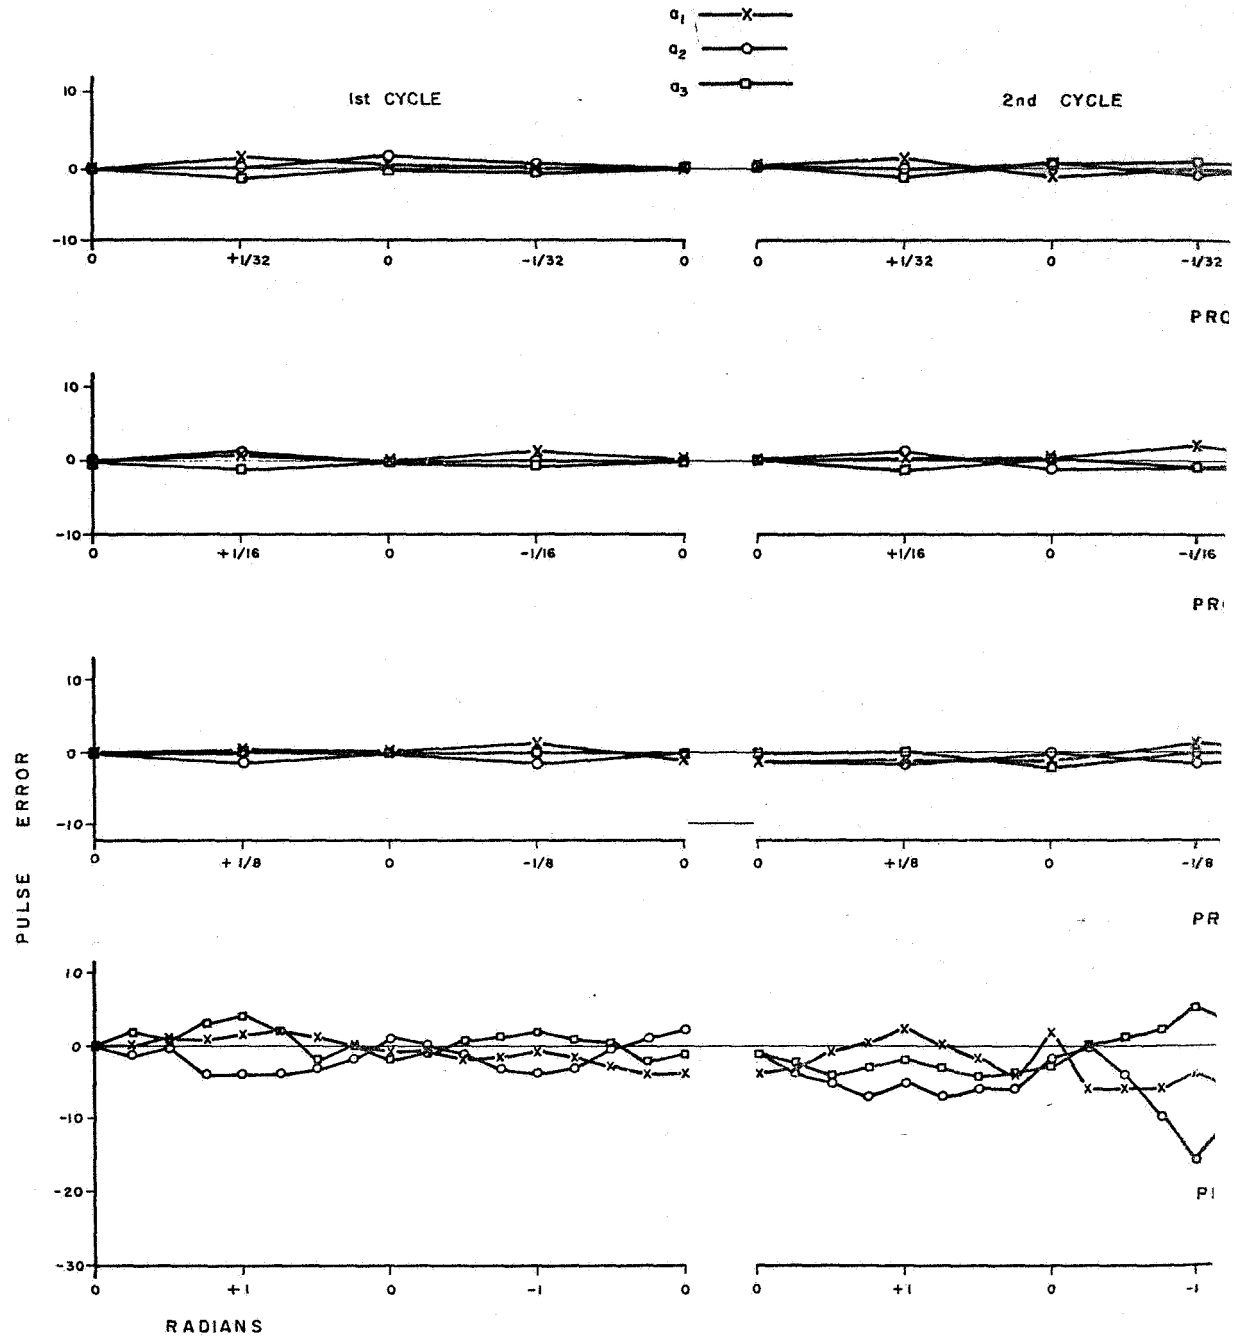 a1
a2
a3
1st CYCLE
2nd CYCLE
10
0
-10
0 +1/32 0 -1/32 0
0 +1/32 0 -1/32
PRO
10
0
-10
0 +1/16 0 -1/16 0
0 +1/16 0 -1/16
PR
10
0
-10
0 +1/8 0 -1/8 0
0 +1/8 0 -1/8
PR
PULSE ERROR
10
0
-10
-20
-30
0 +1 0 -1 0
0 +1 0 -1
RADIANS